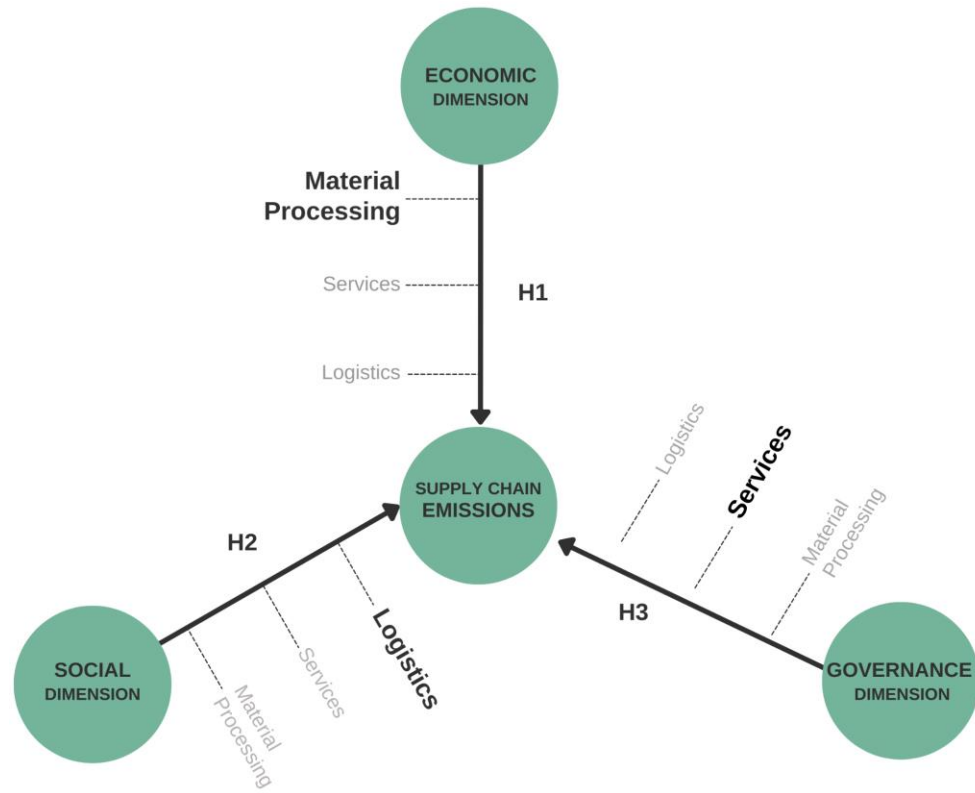 ECONOMIC
DIMENSION
Material
Processing
Services
H1
Logistics
SUPPLY CHAIN
EMISSIONS
Logistics
Services
Material
Processing
H2
H3
Logistics
Services
Material
Processing
SOCIAL
DIMENSION
GOVERNANCE
DIMENSION